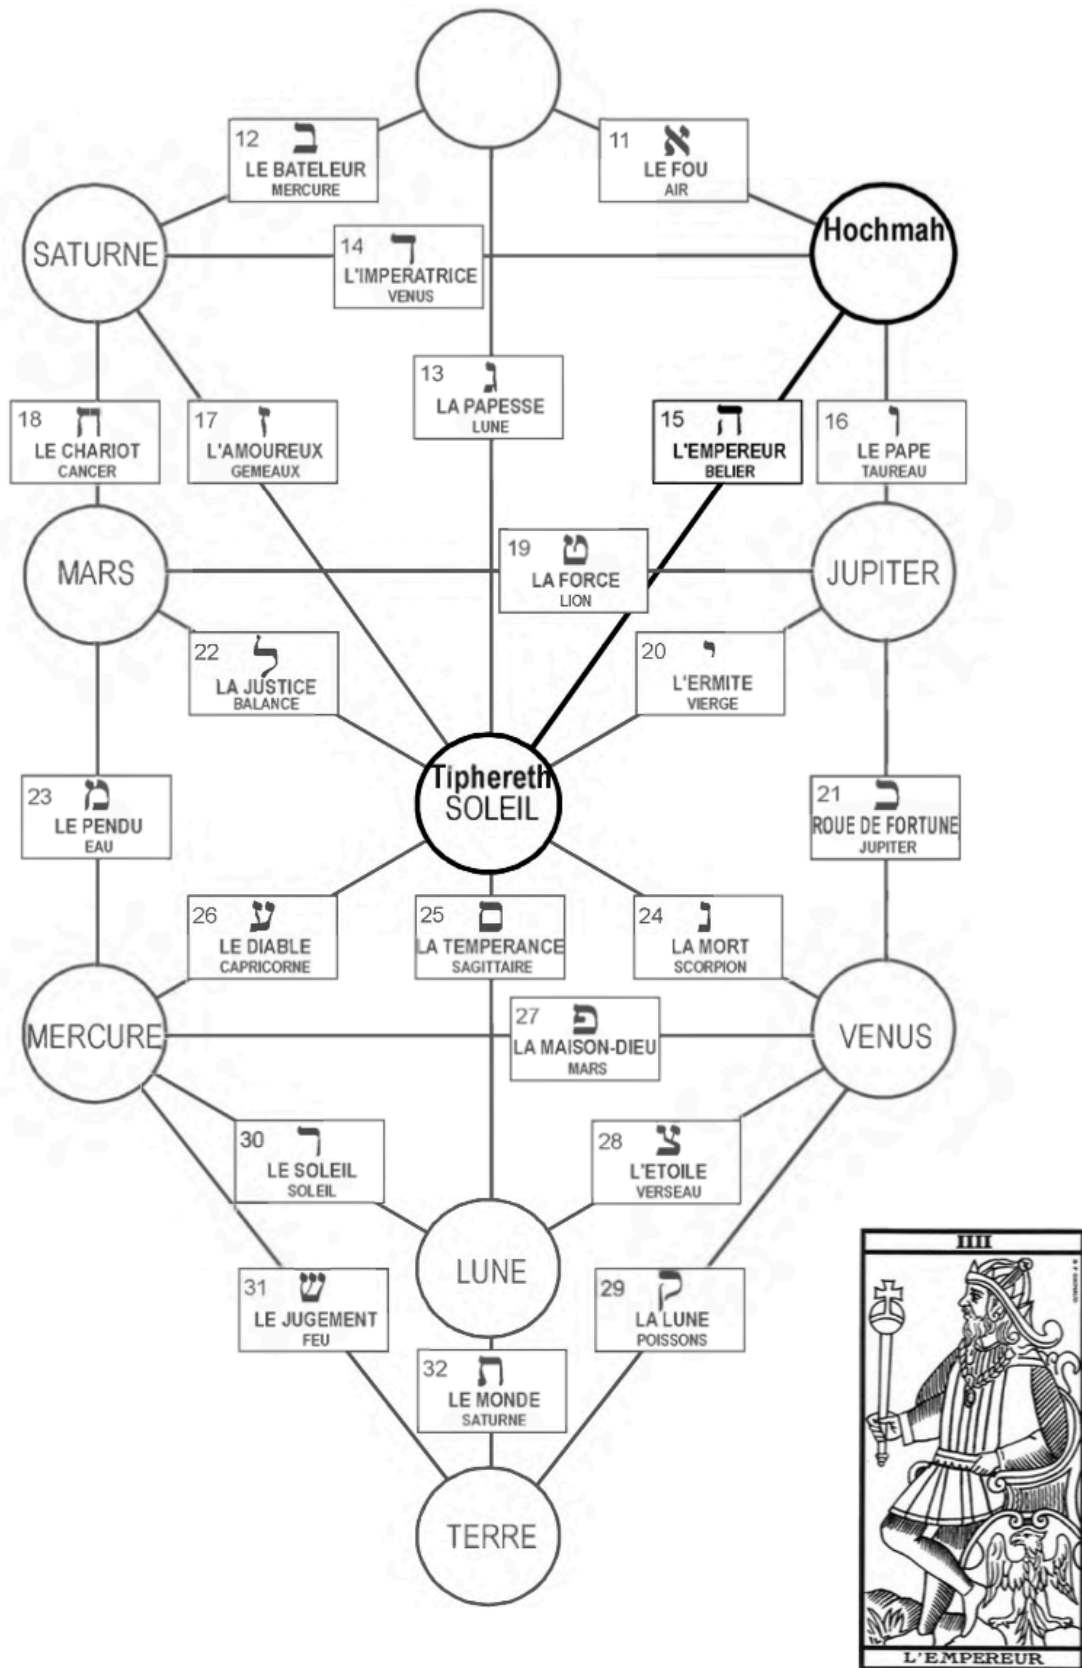 12 ב
LE BATELEUR
MERCURE
11 א
LE FOU
AIR
SATURNE
Hochmah
14 ד
L'IMPERATRICE
VENUS
13 ג
LA PAPESSE
LUNE
18 ח
LE CHARIOT
CANCER
17 ז
L'AMOUREUX
GEMEAUX
15 ה
L'EMPEREUR
BELIER
16 ו
LE PAPE
TAUREAU
MARS
19 ט
LA FORCE
LION
JUPITER
22 ל
LA JUSTICE
BALANCE
20 י
L'ERMITE
VIERGE
Tiphereth
SOLEIL
23 מ
LE PENDU
EAU
21 כ
ROUE DE FORTUNE
JUPITER
26 ע
LE DIABLE
CAPRICORNE
25 ם
LA TEMPERANCE
SAGITTAIRE
24 נ
LA MORT
SCORPION
MERCURE
27 פ
LA MAISON-DIEU
MARS
VENUS
30 ר
LE SOLEIL
SOLEIL
28 צ
L'ETOILE
VERSEAU
LUNE
31 ש
LE JUGEMENT
FEU
29 ק
LA LUNE
POISSONS
32 ת
LE MONDE
SATURNE
TERRE
IIII
L'EMPEREUR